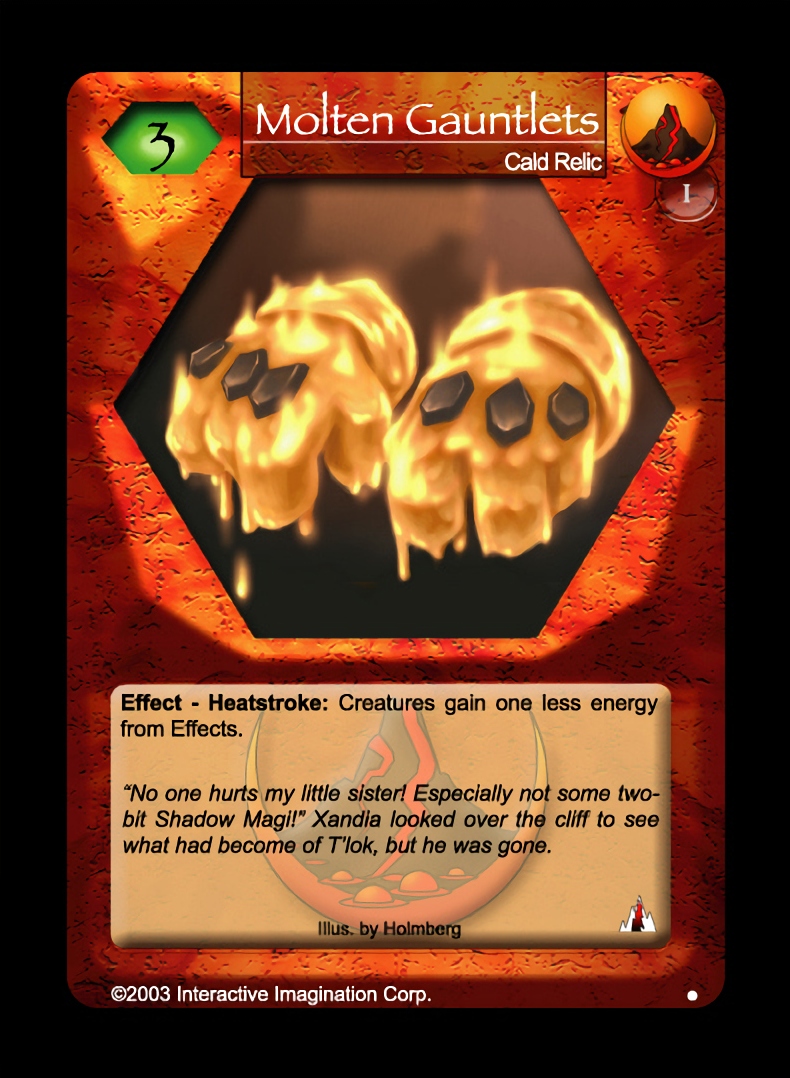 3
Molten Gauntlets
Cald Relic
I
Effect - Heatstroke: Creatures gain one less energy
from Effects.
“No one hurts my little sister! Especially not some two-
bit Shadow Magi!” Xandia looked over the cliff to see
what had become of T'lok, but he was gone.
Illus. by Holmberg
©2003 Interactive Imagination Corp.